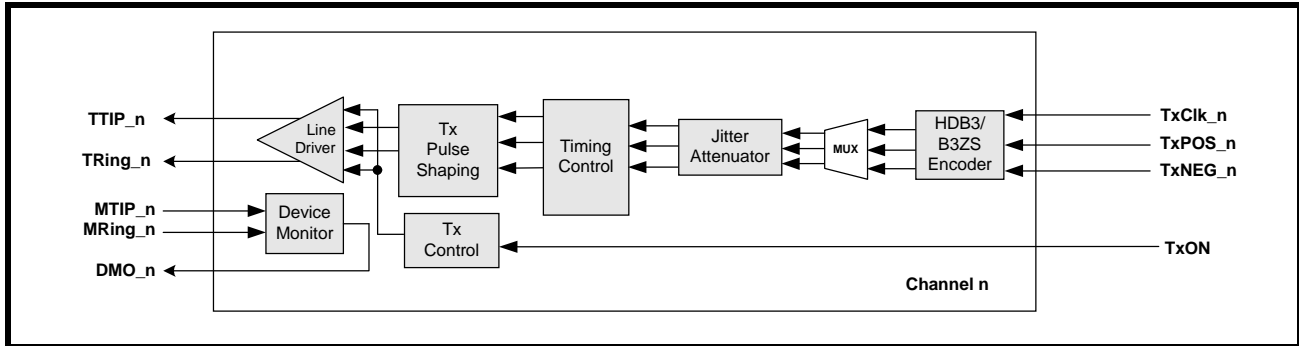 TTIP_n
TRing_n
MTIP_n
MRing_n
DMO_n
Line
Driver
Device
Monitor
Tx
Pulse
Shaping
Tx
Control
Timing
Control
Jitter
Attenuator
MUX
HDB3/
B3ZS
Encoder
TxClk_n
TxPOS_n
TxNEG_n
TxON
Channel n